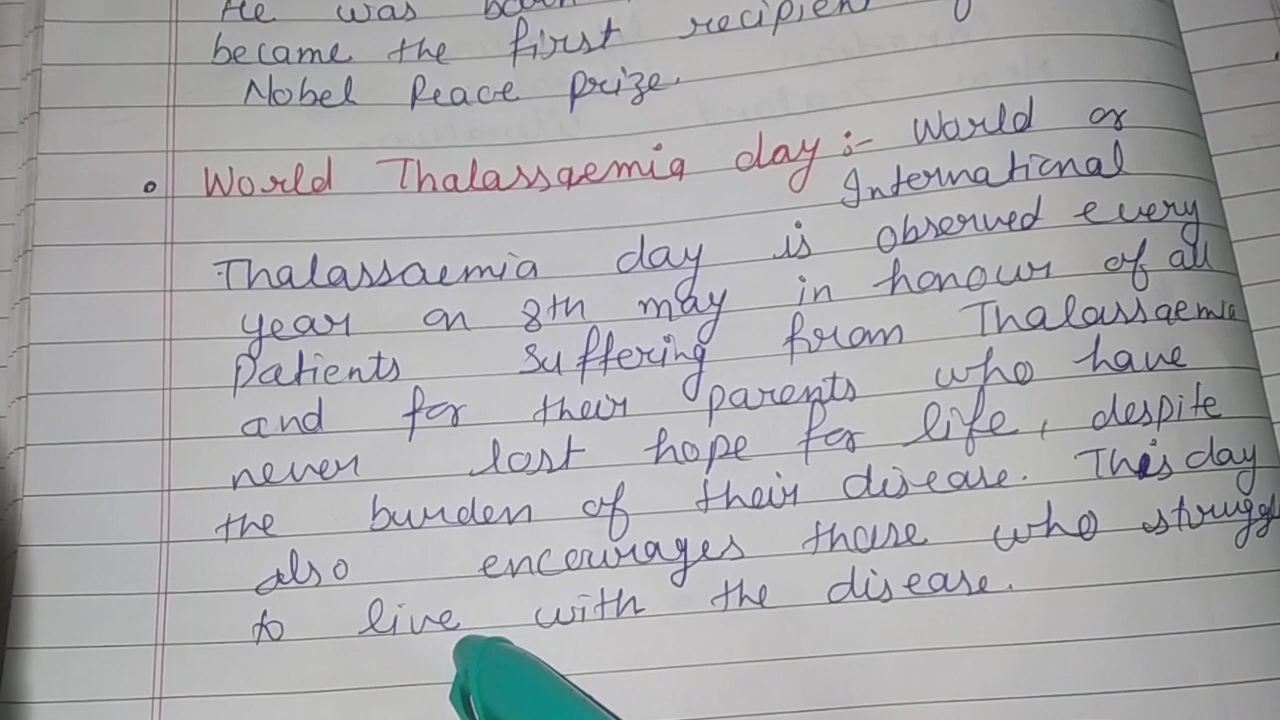 He was
became the first recipient
Nobel Peace prize.
World Thalassaemia day :- World or
International
Thalassaemia day is observed every
year on 8th may in honour of all
patients suffering from Thalassaemia
and for their parents who have
never lost hope for life, despite
the burden of their disease. This day
also encourages those who struggle
to live with the disease.